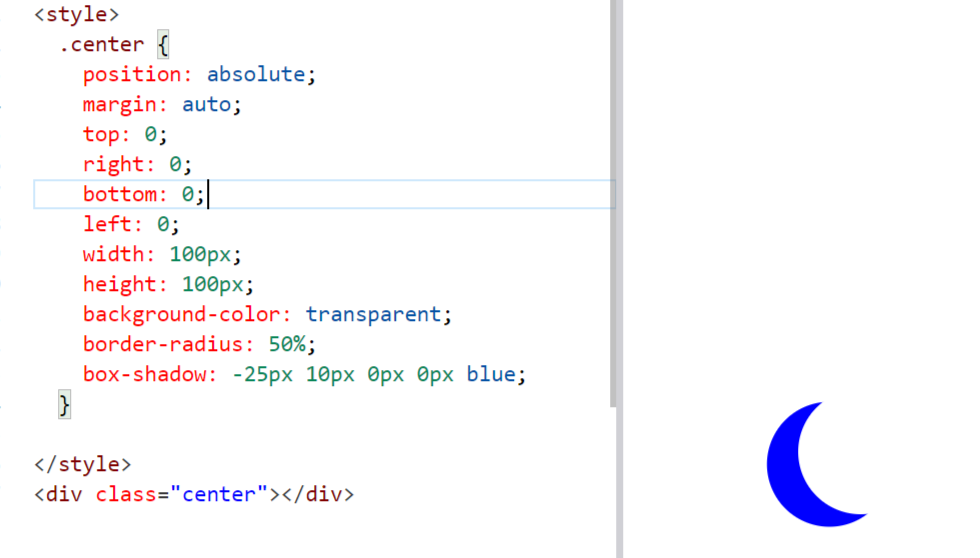 <style>
.center {
position: absolute;
margin: auto;
top: 0;
right: 0;
bottom: 0;
left: 0;
width: 100px;
height: 100px;
background-color: transparent;
border-radius: 50%;
box-shadow: -25px 10px 0px 0px blue;
}
</style>
<div class="center"></div>